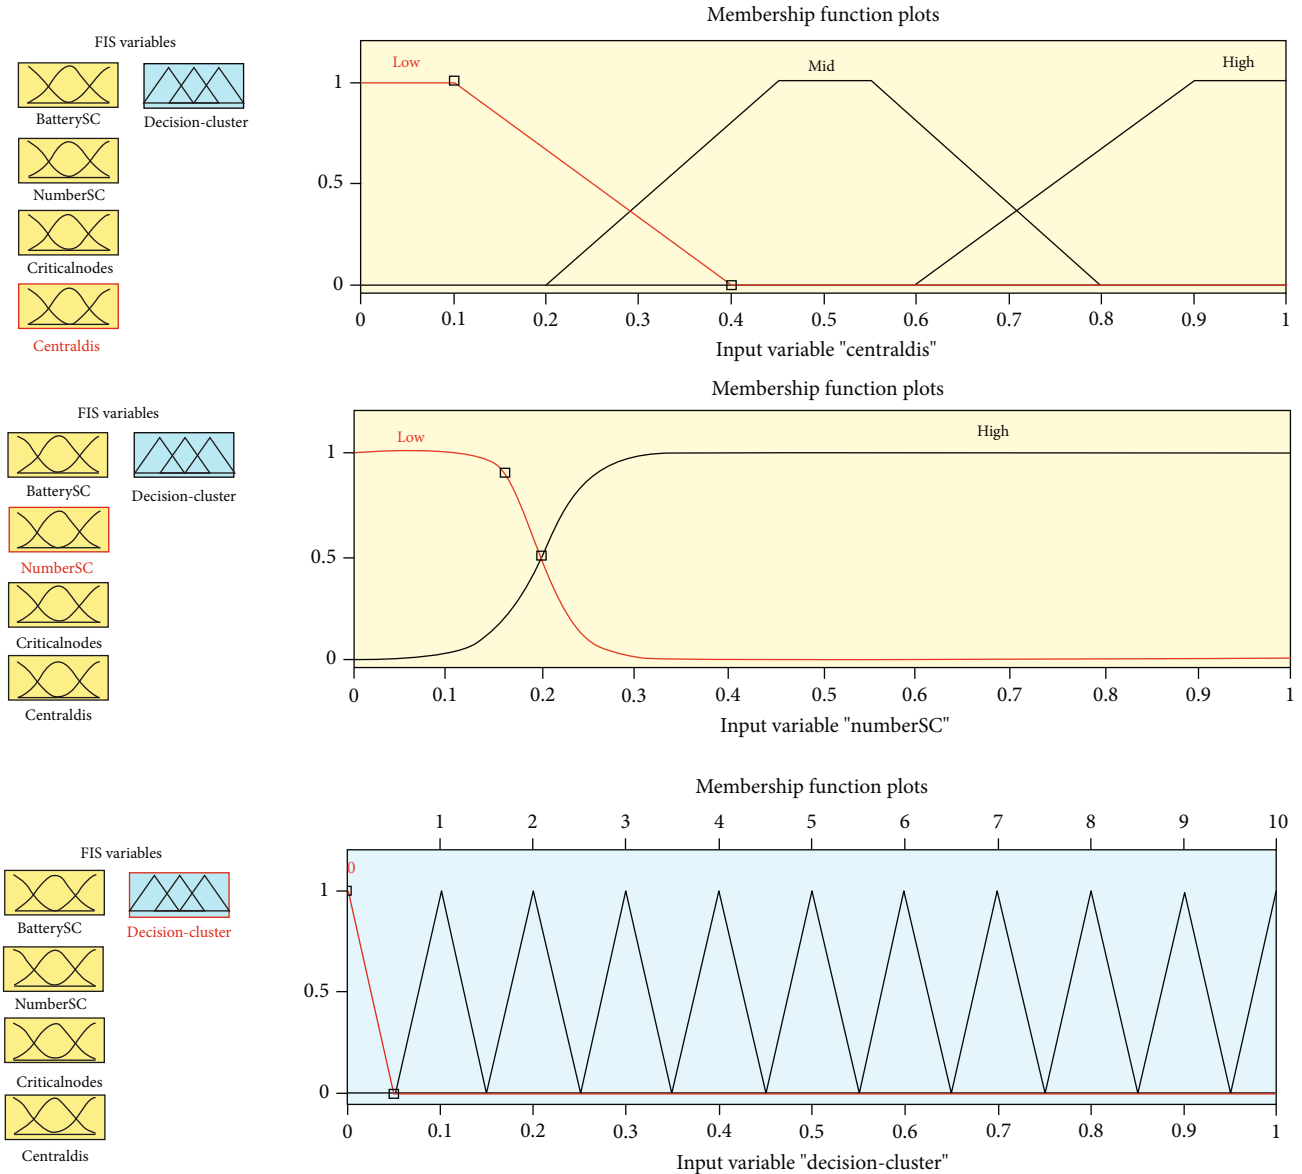 Membership function plots
FIS variables
BatterySC
Decision-cluster
NumberSC
Criticalnodes
Centraldis
Low
Mid
High
1
0.5
0
0 0.1 0.2 0.3 0.4 0.5 0.6 0.7 0.8 0.9 1
Input variable "centraldis"
Membership function plots
FIS variables
BatterySC
Decision-cluster
NumberSC
Criticalnodes
Centraldis
Low
High
1
0.5
0
0 0.1 0.2 0.3 0.4 0.5 0.6 0.7 0.8 0.9 1
Input variable "numberSC"
Membership function plots
FIS variables
BatterySC
Decision-cluster
NumberSC
Criticalnodes
Centraldis
1 2 3 4 5 6 7 8 9 10
0
1
0.5
0
0 0.1 0.2 0.3 0.4 0.5 0.6 0.7 0.8 0.9 1
Input variable "decision-cluster"